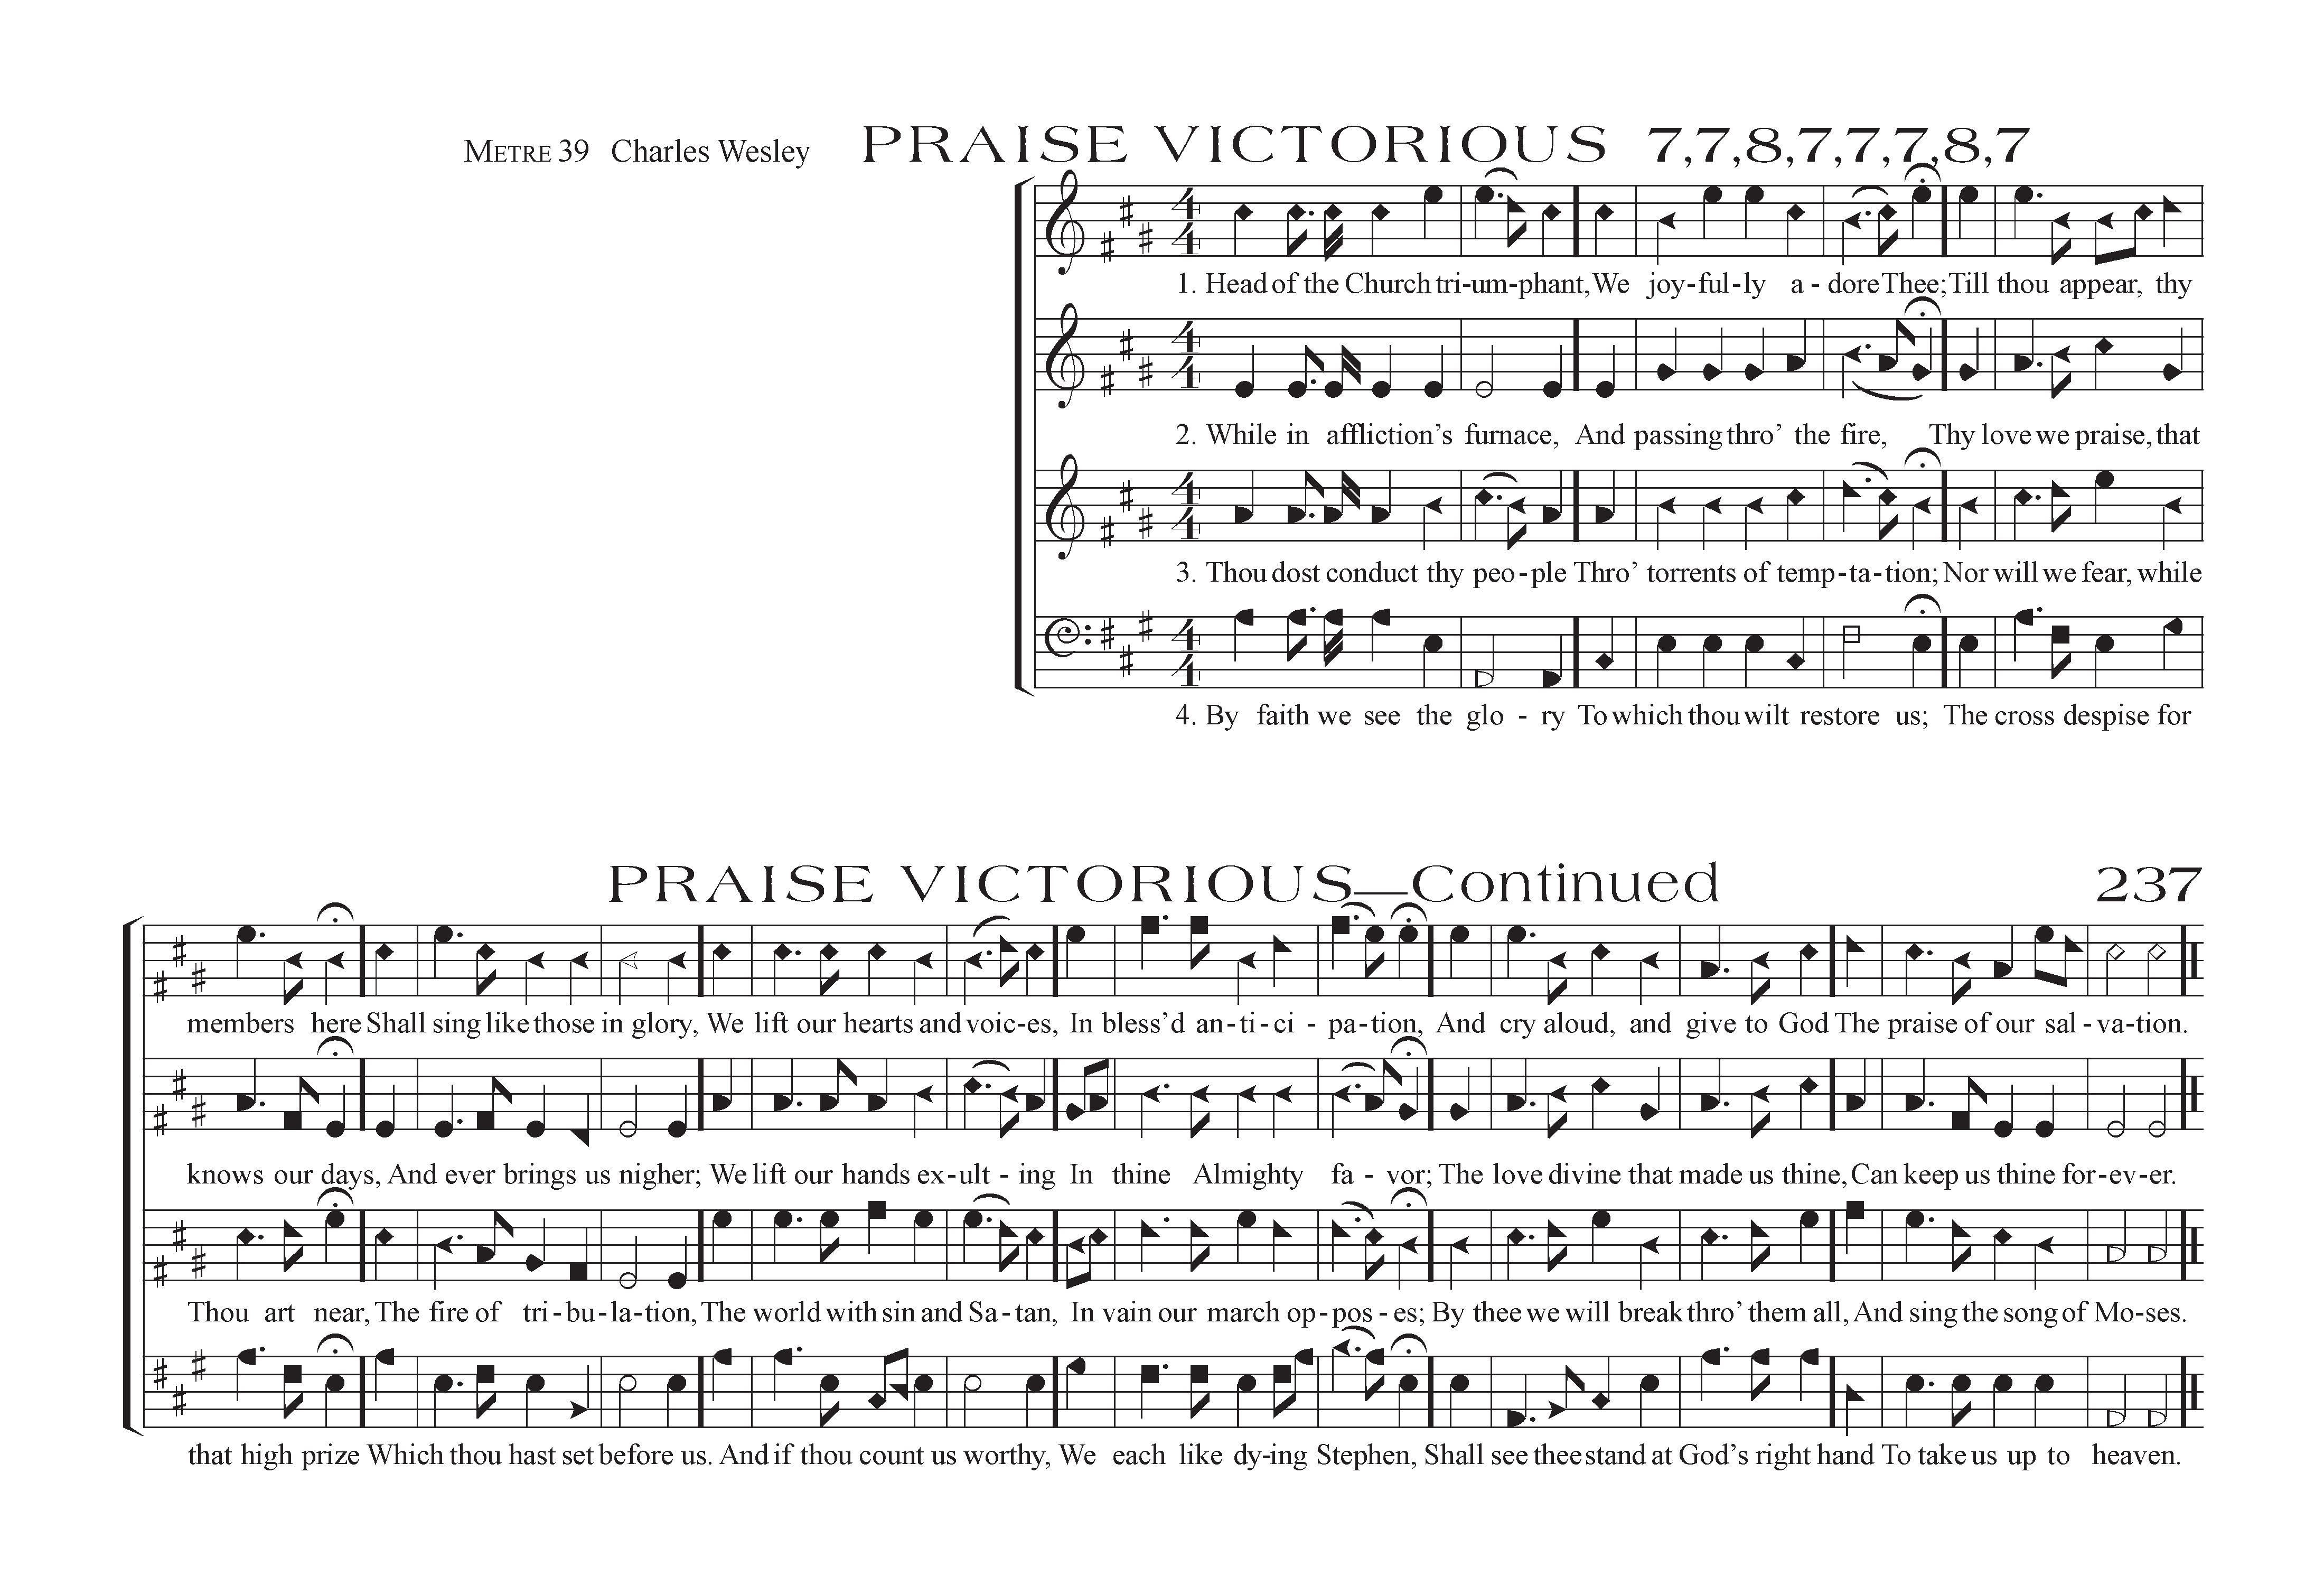 METRE 39 Charles Wesley PRAISE VICTORIOUS 7,7,8,7,7,7,8,7
1. Head of the Church tri-um-phant, We joy-ful-ly a-dore Thee; Till thou appear, thy
2. While in affliction's furnace, And passing thro' the fire, Thy love we praise, that
3. Thou dost conduct thy peo-ple Thro' torrents of temp-ta-tion; Nor will we fear, while
4. By faith we see the glo-ry To which thou wilt restore us; The cross despise for
PRAISE VICTORIOUS—Continued 237
members here Shall sing like those in glory, We lift our hearts and voic-es, In bless'd an-ti-ci-pa-tion, And cry aloud, and give to God The praise of our sal-va-tion.
knows our days, And ever brings us nigher; We lift our hands ex-ult-ing In thine Almighty fa-vor; The love divine that made us thine, Can keep us thine for-ev-er.
Thou art near, The fire of tri-bu-la-tion, The world with sin and Sa-tan, In vain our march op-pos-es; By thee we will break thro' them all, And sing the song of Mo-ses.
that high prize Which thou hast set before us. And if thou count us worthy, We each like dy-ing Stephen, Shall see thee stand at God's right hand To take us up to heaven.